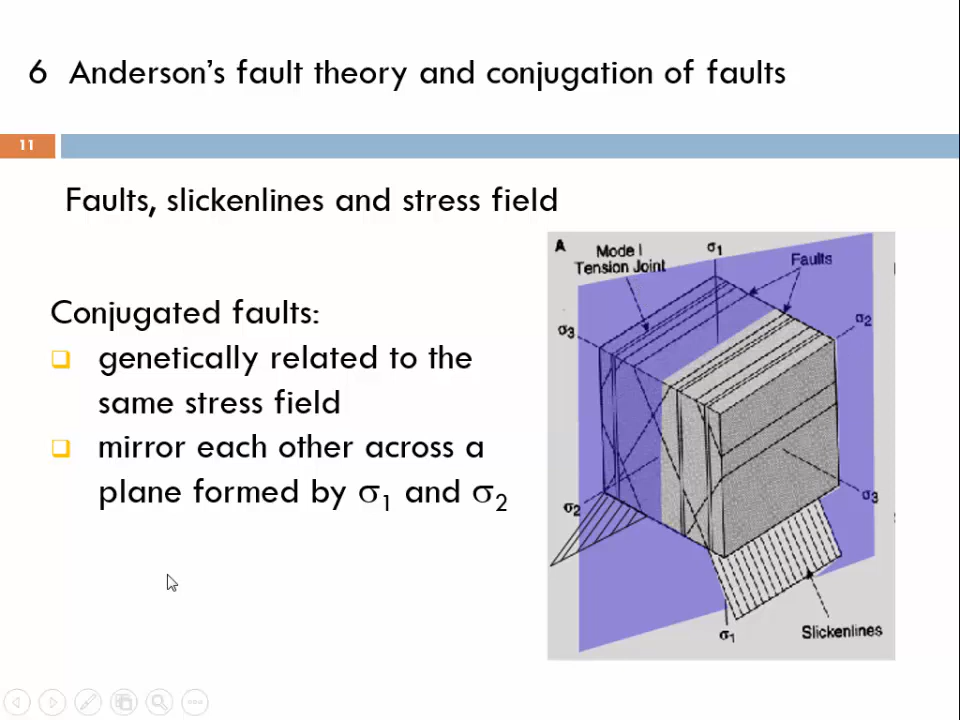 6 Anderson's fault theory and conjugation of faults
11
Faults, slickenlines and stress field
Conjugated faults:
genetically related to the
same stress field
mirror each other across a
plane formed by σ1 and σ2
A
Mode I
Tension Joint
σ1
Faults
σ3
σ2
σ2
σ3
σ1
Slickenlines